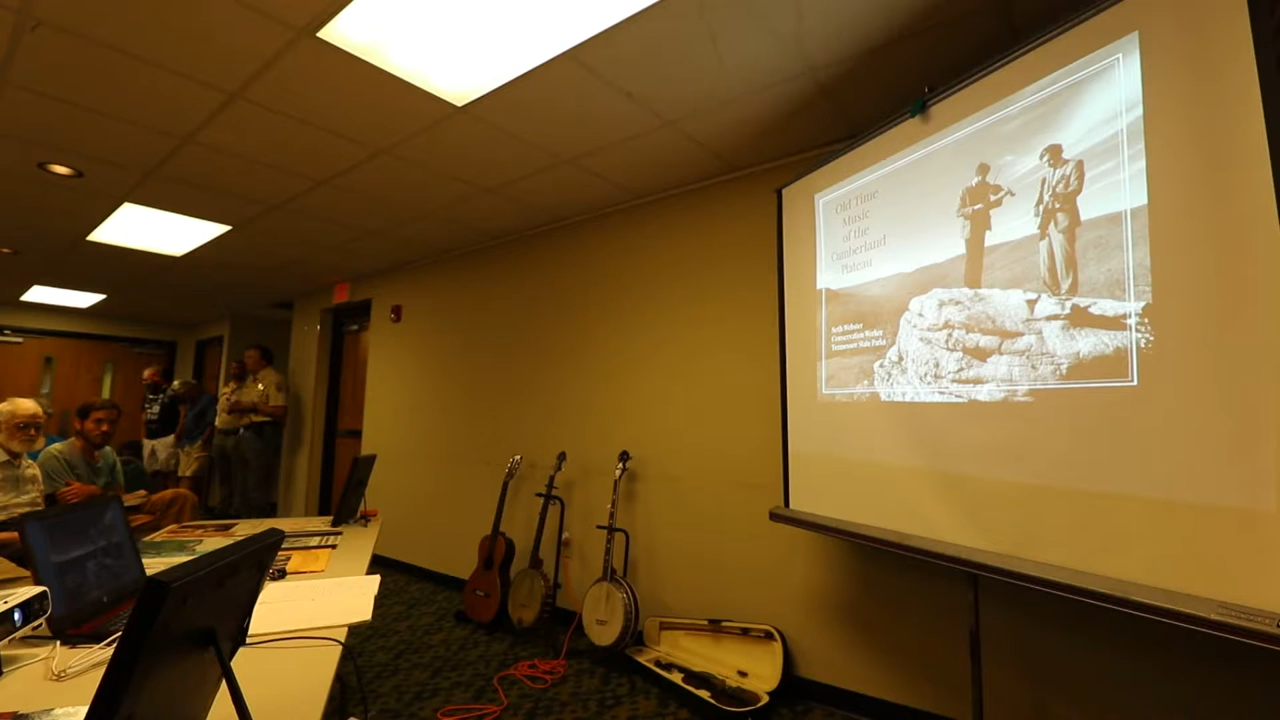 Old Time
Music
of the
Cumberland
Plateau
Seth Webster
Conservation Worker
Tennessee State Parks